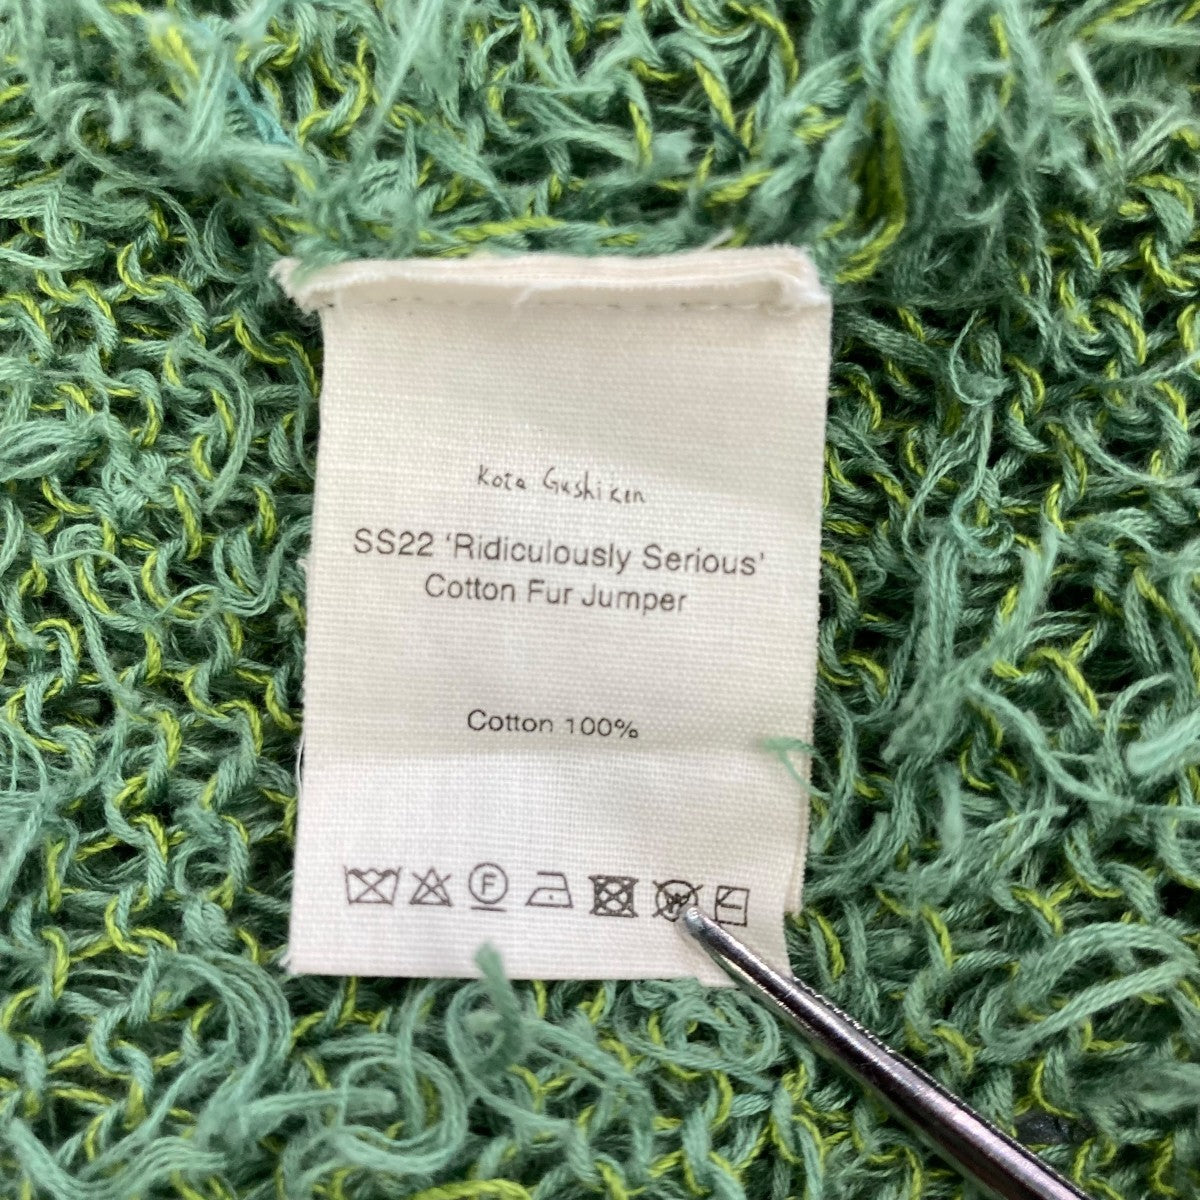 Kota Gushiken
SS22 ‘Ridiculously Serious’
Cotton Fur Jumper
Cotton 100%
F